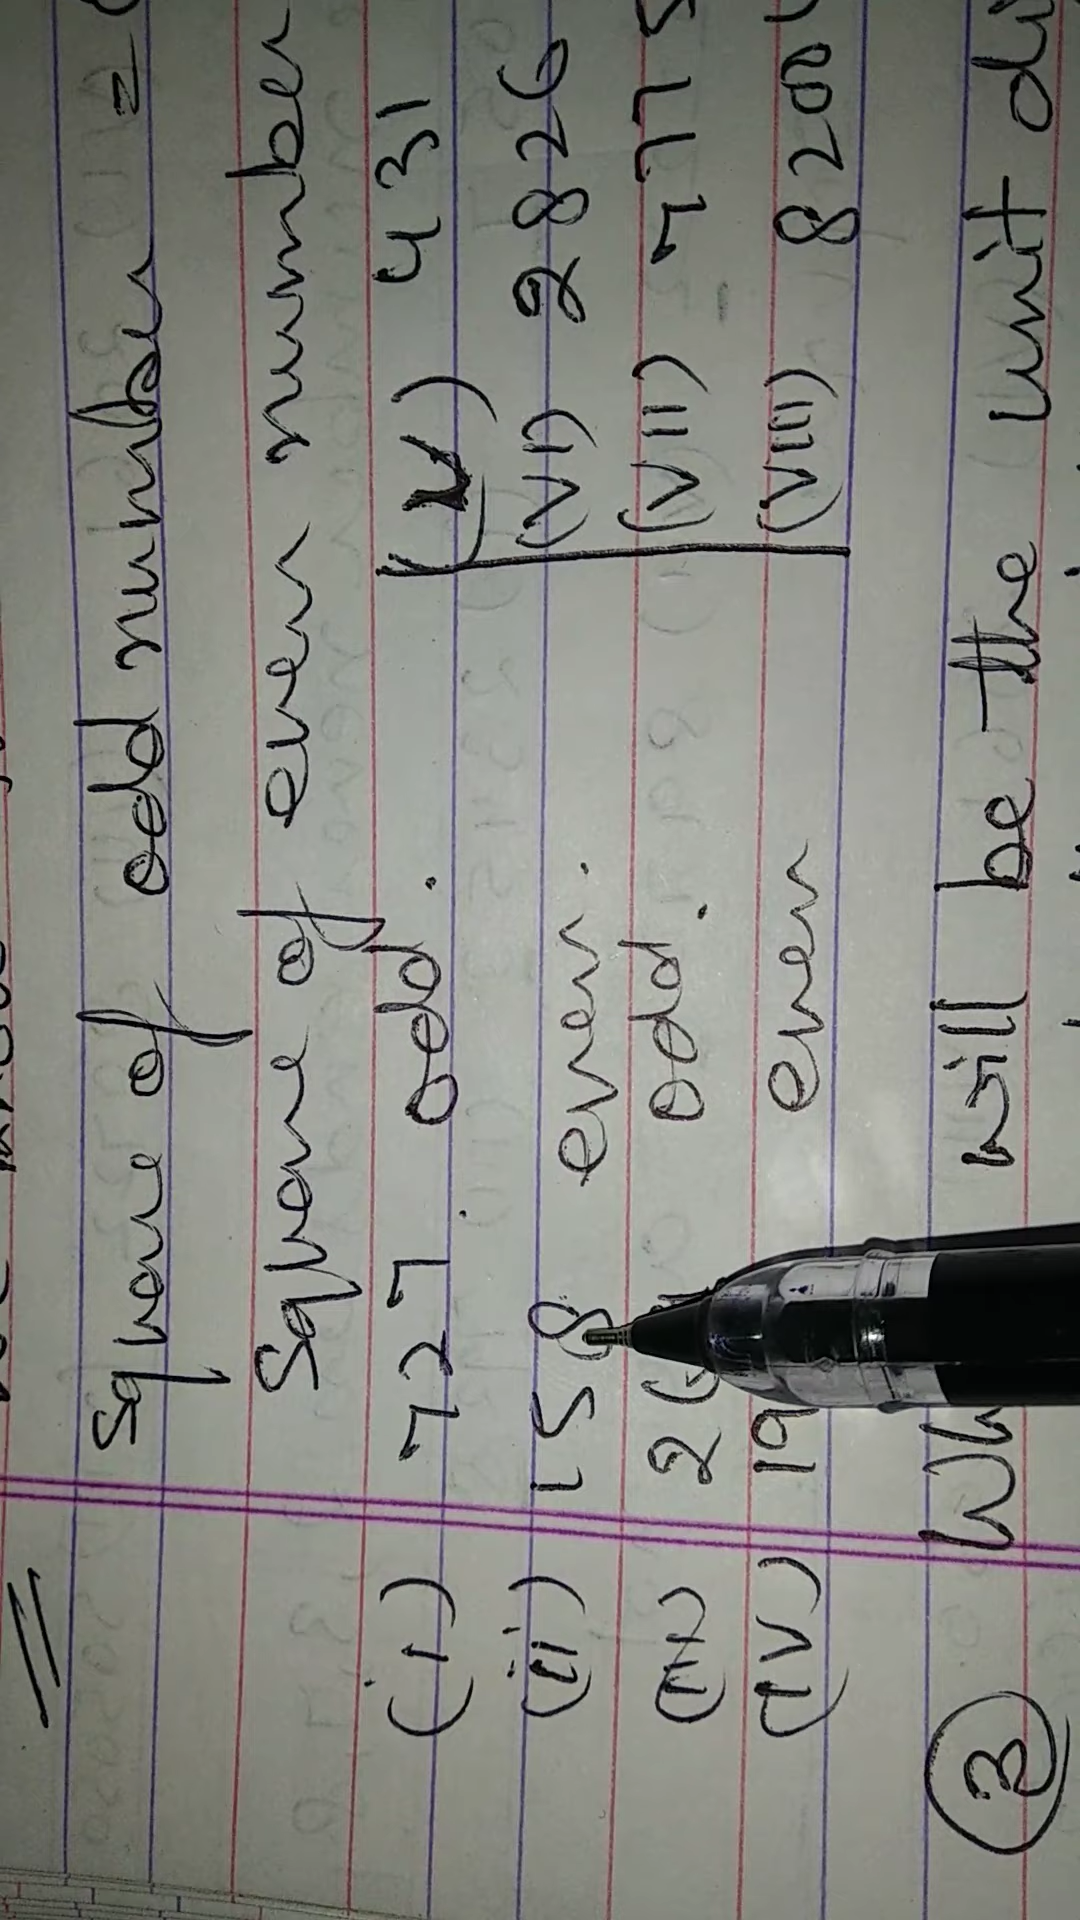 Square of odd number =
Square of even number
(i) 727 odd. (V) 431
(ii) 158 even. (VI) 2826
(III) odd. (VII) 7775
(IV) even (VIII) 8200
③ will be the unit